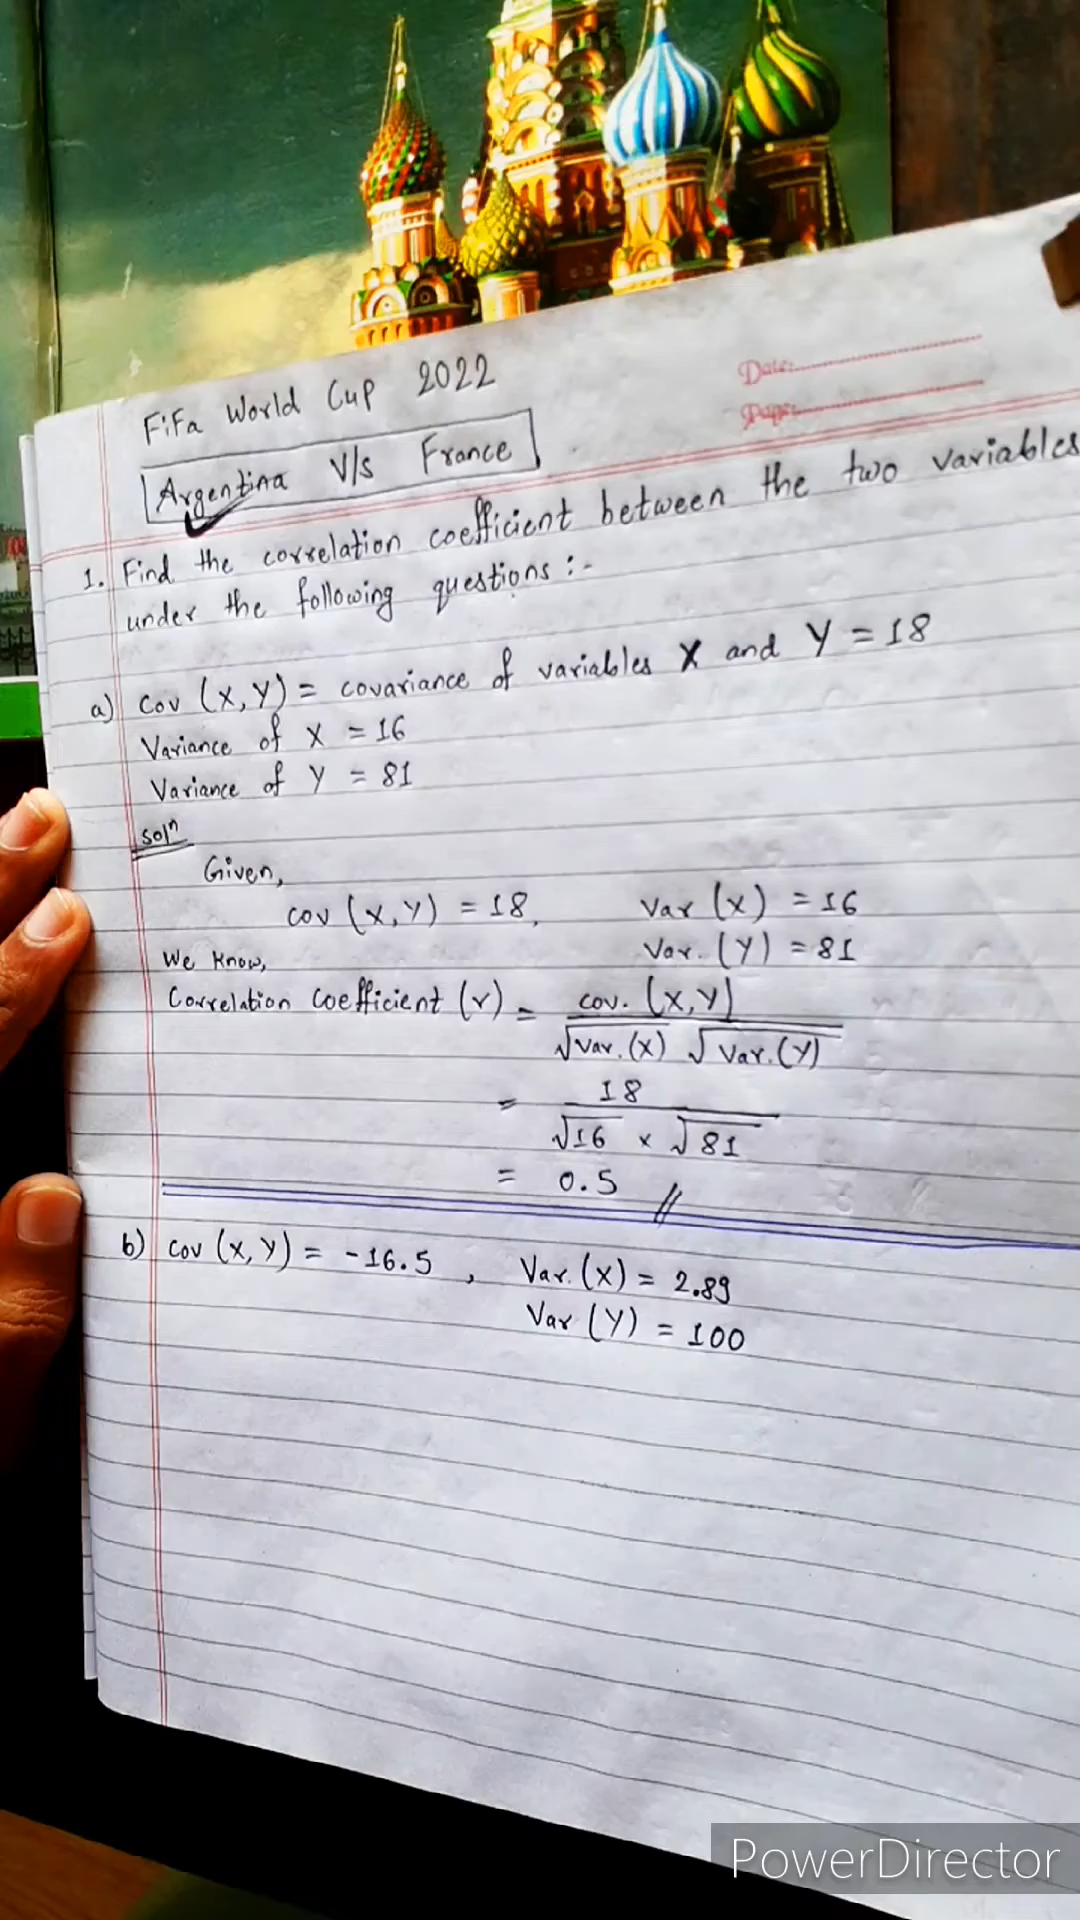 FiFa World Cup 2022
Argentina V/s France
Date:
Page:
1. Find the correlation coefficient between the two variables
under the following questions :-
a) Cov (X,Y) = covariance of variables X and Y = 18
Variance of X = 16
Variance of Y = 81
Solⁿ
Given,
cov (X,Y) = 18, Var (X) = 16
Var. (Y) = 81
We know,
Correlation Coefficient (r) = cov. (X,Y)
√Var.(X) √Var.(Y)
= 18
√16 × √81
= 0.5 //
b) Cov (X,Y) = -16.5 , Var.(X) = 2.89
Var (Y) = 100
PowerDirector